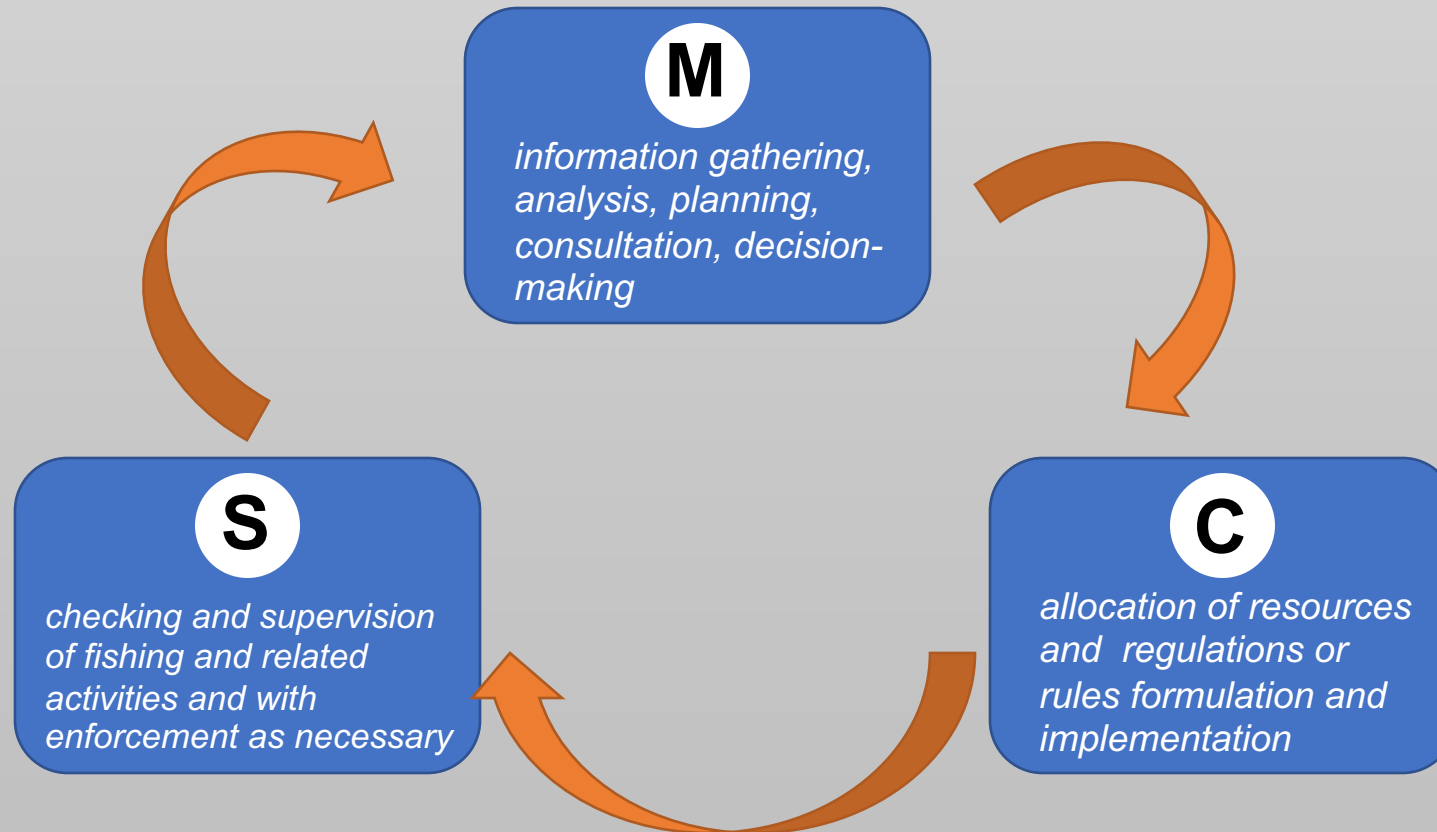 M
information gathering,
analysis, planning,
consultation, decision-
making
S
checking and supervision
of fishing and related
activities and with
enforcement as necessary
C
allocation of resources
and  regulations or
rules formulation and
implementation